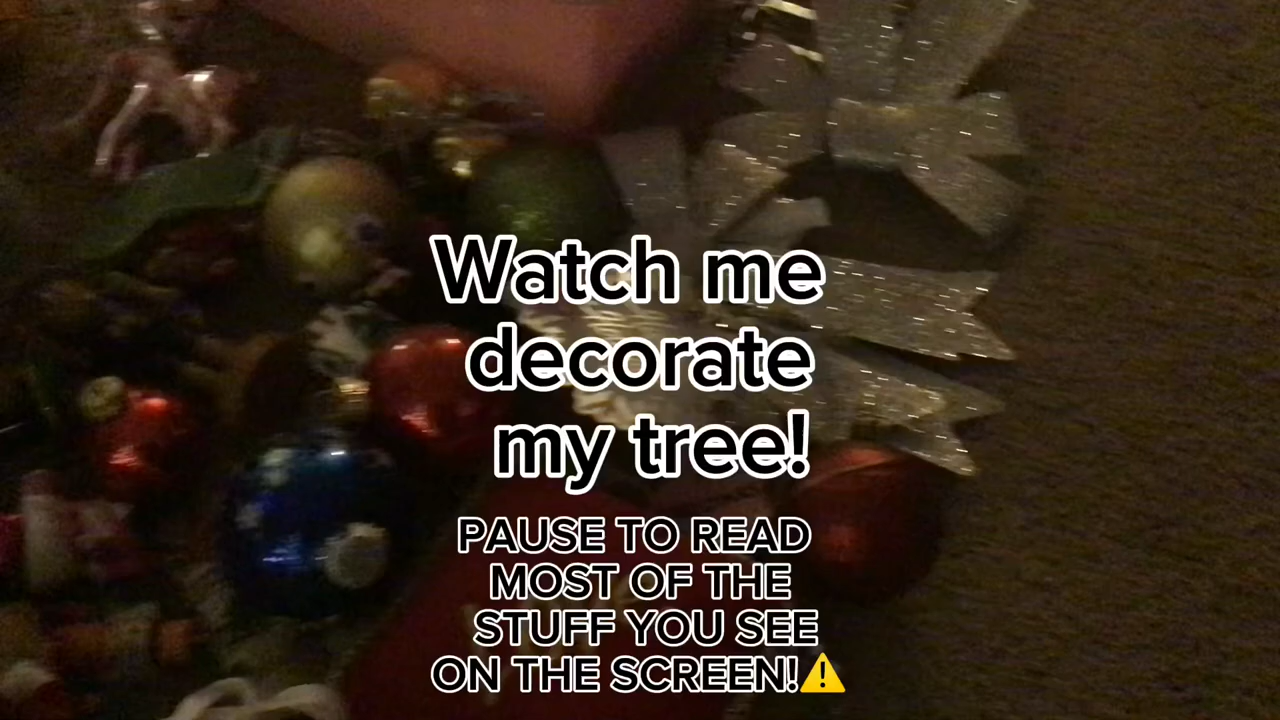 Watch me
decorate
my tree!
PAUSE TO READ
MOST OF THE
STUFF YOU SEE
ON THE SCREEN!⚠️